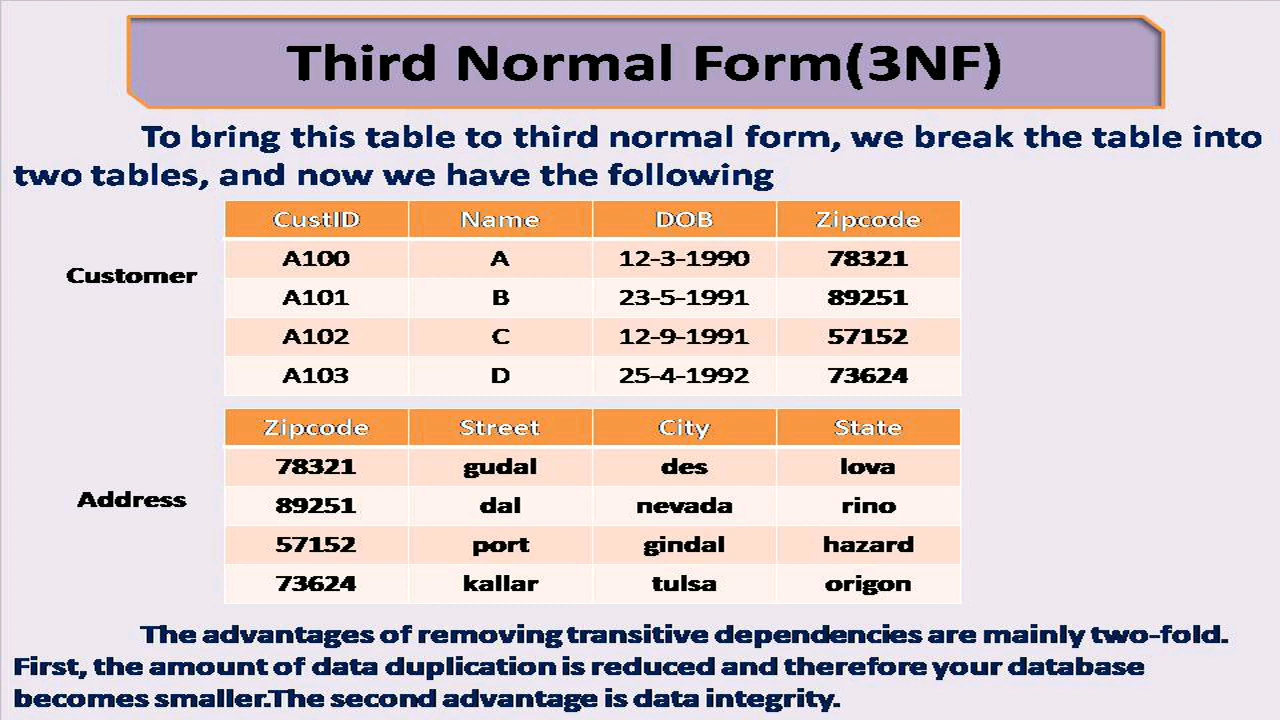 Third Normal Form(3NF)
To bring this table to third normal form, we break the table into
two tables, and now we have the following
CustID Name DOB Zipcode
Customer
A100 A 12-3-1990 78321
A101 B 23-5-1991 89251
A102 C 12-9-1991 57152
A103 D 25-4-1992 73624
Zipcode Street City State
Address
78321 gudal des lova
89251 dal nevada rino
57152 port gindal hazard
73624 kallar tulsa origon
The advantages of removing transitive dependencies are mainly two-fold.
First, the amount of data duplication is reduced and therefore your database
becomes smaller.The second advantage is data integrity.